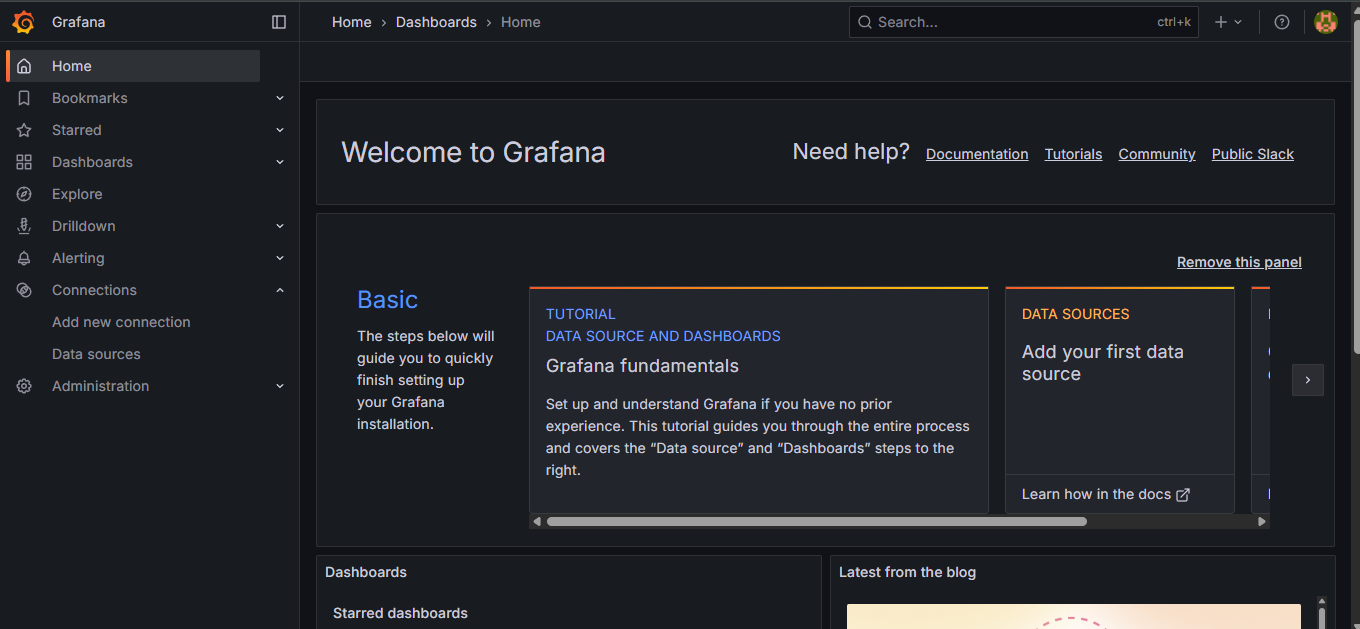 Grafana
Home › Dashboards › Home
Search...
ctrl+k
Home
Bookmarks
Starred
Dashboards
Explore
Drilldown
Alerting
Connections
Add new connection
Data sources
Administration
Welcome to Grafana
Need help?
Documentation
Tutorials
Community
Public Slack
Remove this panel
Basic
The steps below will
guide you to quickly
finish setting up
your Grafana
installation.
TUTORIAL
DATA SOURCE AND DASHBOARDS
Grafana fundamentals
Set up and understand Grafana if you have no prior
experience. This tutorial guides you through the entire process
and covers the “Data source” and “Dashboards” steps to the
right.
DATA SOURCES
Add your first data
source
Learn how in the docs
Dashboards
Starred dashboards
Latest from the blog